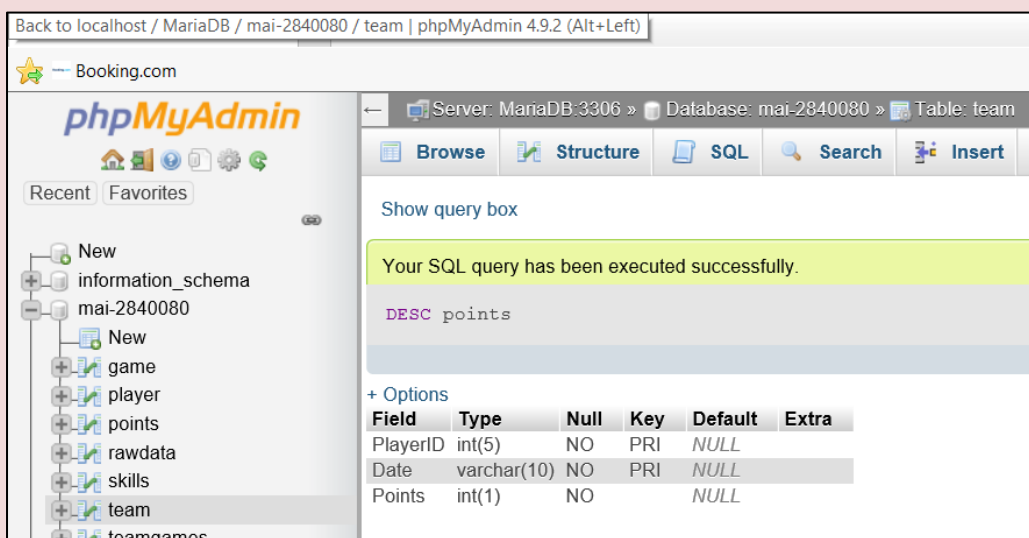 Back to localhost / MariaDB / mai-2840080 / team | phpMyAdmin 4.9.2 (Alt+Left)
Booking.com
phpMyAdmin
Recent Favorites
New
information_schema
mai-2840080
New
game
player
points
rawdata
skills
team
teamgames
← Server: MariaDB:3306 » Database: mai-2840080 » Table: team
Browse Structure SQL Search Insert
Show query box
Your SQL query has been executed successfully.
DESC points
+ Options
Field Type Null Key Default Extra
PlayerID int(5) NO PRI NULL
Date varchar(10) NO PRI NULL
Points int(1) NO NULL